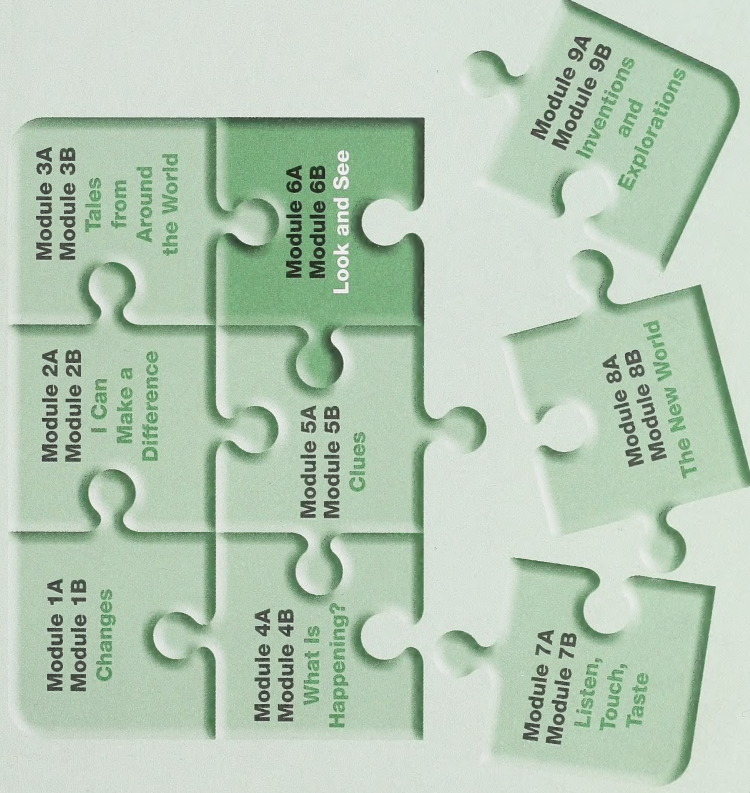 Module 1A
Module 1B
Changes
Module 2A
Module 2B
I Can
Make a
Difference
Module 3A
Module 3B
Tales
from
Around
the World
Module 4A
Module 4B
What Is
Happening?
Module 5A
Module 5B
Clues
Module 6A
Module 6B
Look and See
Module 7A
Module 7B
Listen,
Touch,
Taste
Module 8A
Module 8B
The New World
Module 9A
Module 9B
Inventions
and
Explorations